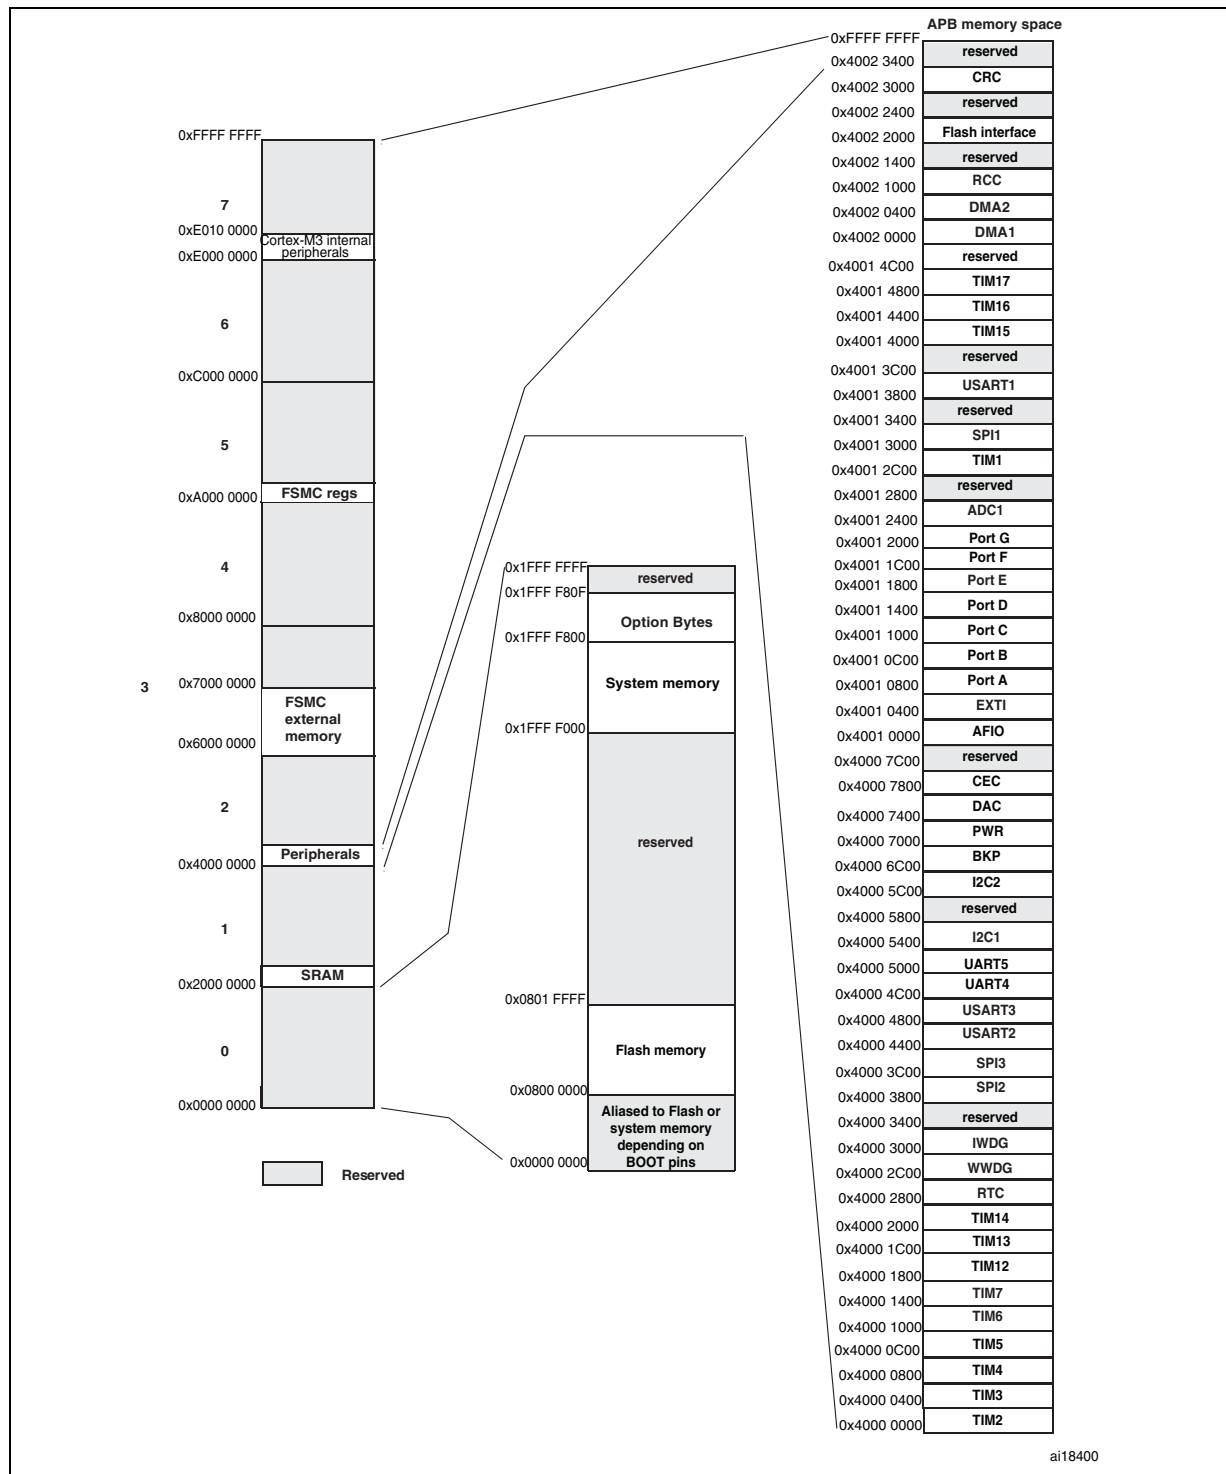 APB memory space
0xFFFF FFFF
reserved
0x4002 3400
CRC
0x4002 3000
reserved
0x4002 2400
Flash interface
0x4002 2000
reserved
0x4002 1400
RCC
0x4002 1000
DMA2
0x4002 0400
DMA1
0x4002 0000
reserved
0x4001 4C00
TIM17
0x4001 4800
TIM16
0x4001 4400
TIM15
0x4001 4000
reserved
0x4001 3C00
USART1
0x4001 3800
reserved
0x4001 3400
SPI1
0x4001 3000
TIM1
0x4001 2C00
reserved
0x4001 2800
ADC1
0x4001 2400
Port G
0x4001 2000
Port F
0x4001 1C00
Port E
0x4001 1800
Port D
0x4001 1400
Port C
0x4001 1000
Port B
0x4001 0C00
Port A
0x4001 0800
EXTI
0x4001 0400
AFIO
0x4001 0000
reserved
0x4000 7C00
CEC
0x4000 7800
DAC
0x4000 7400
PWR
0x4000 7000
BKP
0x4000 6C00
I2C2
0x4000 5C00
reserved
0x4000 5800
I2C1
0x4000 5400
UART5
0x4000 5000
UART4
0x4000 4C00
USART3
0x4000 4800
USART2
0x4000 4400
SPI3
0x4000 3C00
SPI2
0x4000 3800
reserved
0x4000 3400
IWDG
0x4000 3000
WWDG
0x4000 2C00
RTC
0x4000 2800
TIM14
0x4000 2000
TIM13
0x4000 1C00
TIM12
0x4000 1800
TIM7
0x4000 1400
TIM6
0x4000 1000
TIM5
0x4000 0C00
TIM4
0x4000 0800
TIM3
0x4000 0400
TIM2
0x4000 0000
0xFFFF FFFF
7
0xE010 0000
Cortex-M3 internal
peripherals
0xE000 0000
6
0xC000 0000
5
FSMC regs
0xA000 0000
4
0x8000 0000
3
0x7000 0000
FSMC
external
memory
0x6000 0000
2
Peripherals
0x4000 0000
1
SRAM
0x2000 0000
0
0x0000 0000
Reserved
0x1FFF FFFF
reserved
0x1FFF F80F
Option Bytes
0x1FFF F800
System memory
0x1FFF F000
reserved
0x0801 FFFF
Flash memory
0x0800 0000
Aliased to Flash or
system memory
depending on
BOOT pins
0x0000 0000
ai18400